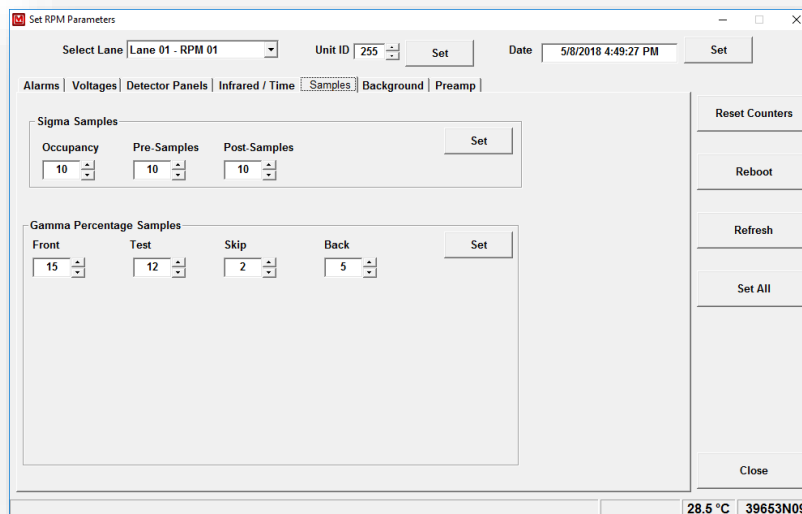 Set RPM Parameters
Select Lane Lane 01 - RPM 01 Unit ID 255 Set Date 5/8/2018 4:49:27 PM Set
Alarms Voltages Detector Panels Infrared / Time Samples Background Preamp
Sigma Samples
Occupancy Pre-Samples Post-Samples
10 10 10
Set
Gamma Percentage Samples
Front Test Skip Back
15 12 2 5
Set
Reset Counters
Reboot
Refresh
Set All
Close
28.5 °C 39653N09